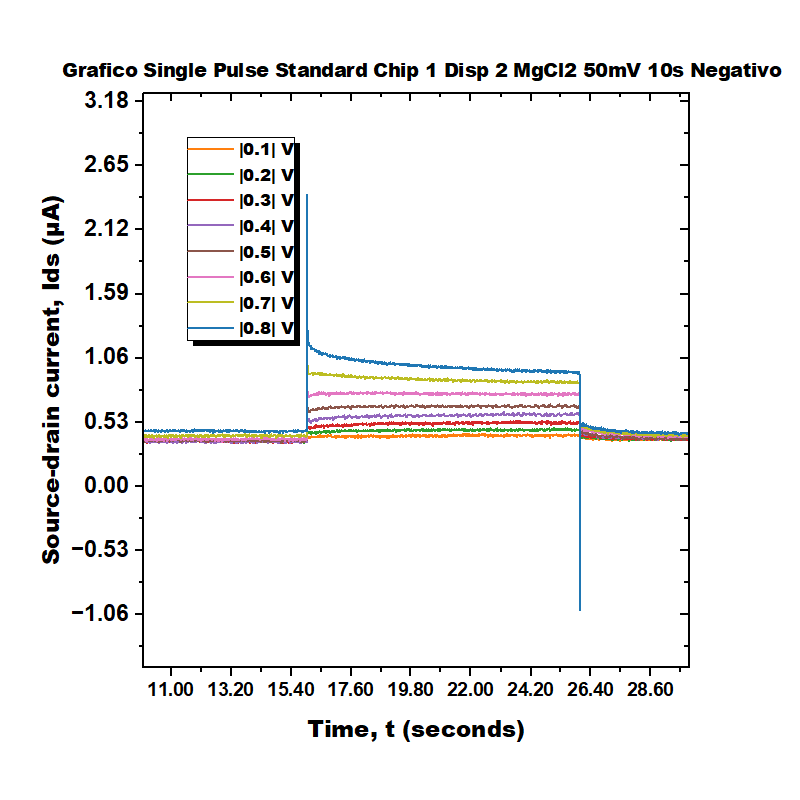 Grafico Single Pulse Standard Chip 1 Disp 2 MgCl2 50mV 10s Negativo
3.18
2.65
2.12
1.59
1.06
0.53
0.00
−0.53
−1.06
Source-drain current, Ids (µA)
|0.1| V
|0.2| V
|0.3| V
|0.4| V
|0.5| V
|0.6| V
|0.7| V
|0.8| V
11.00 13.20 15.40 17.60 19.80 22.00 24.20 26.40 28.60
Time, t (seconds)